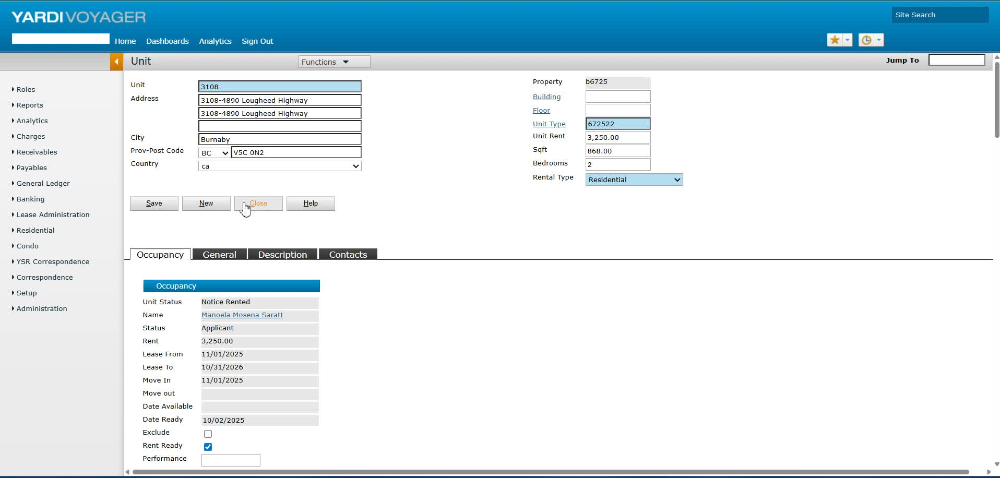 YARDI VOYAGER
Site Search
Home Dashboards Analytics Sign Out
Unit
Functions
Jump To
Roles
Reports
Analytics
Charges
Receivables
Payables
General Ledger
Banking
Lease Administration
Residential
Condo
YSR Correspondence
Correspondence
Setup
Administration
Unit 3108
Address 3108-4890 Lougheed Highway
3108-4890 Lougheed Highway
City Burnaby
Prov-Post Code BC V5C 0N2
Country ca
Property b6725
Building
Floor
Unit Type 672522
Unit Rent 3,250.00
Sqft 868.00
Bedrooms 2
Rental Type Residential
Save New Close Help
Occupancy General Description Contacts
Occupancy
Unit Status Notice Rented
Name Manoela Mosena Saratt
Status Applicant
Rent 3,250.00
Lease From 11/01/2025
Lease To 10/31/2026
Move In 11/01/2025
Move out
Date Available
Date Ready 10/02/2025
Exclude
Rent Ready
Performance